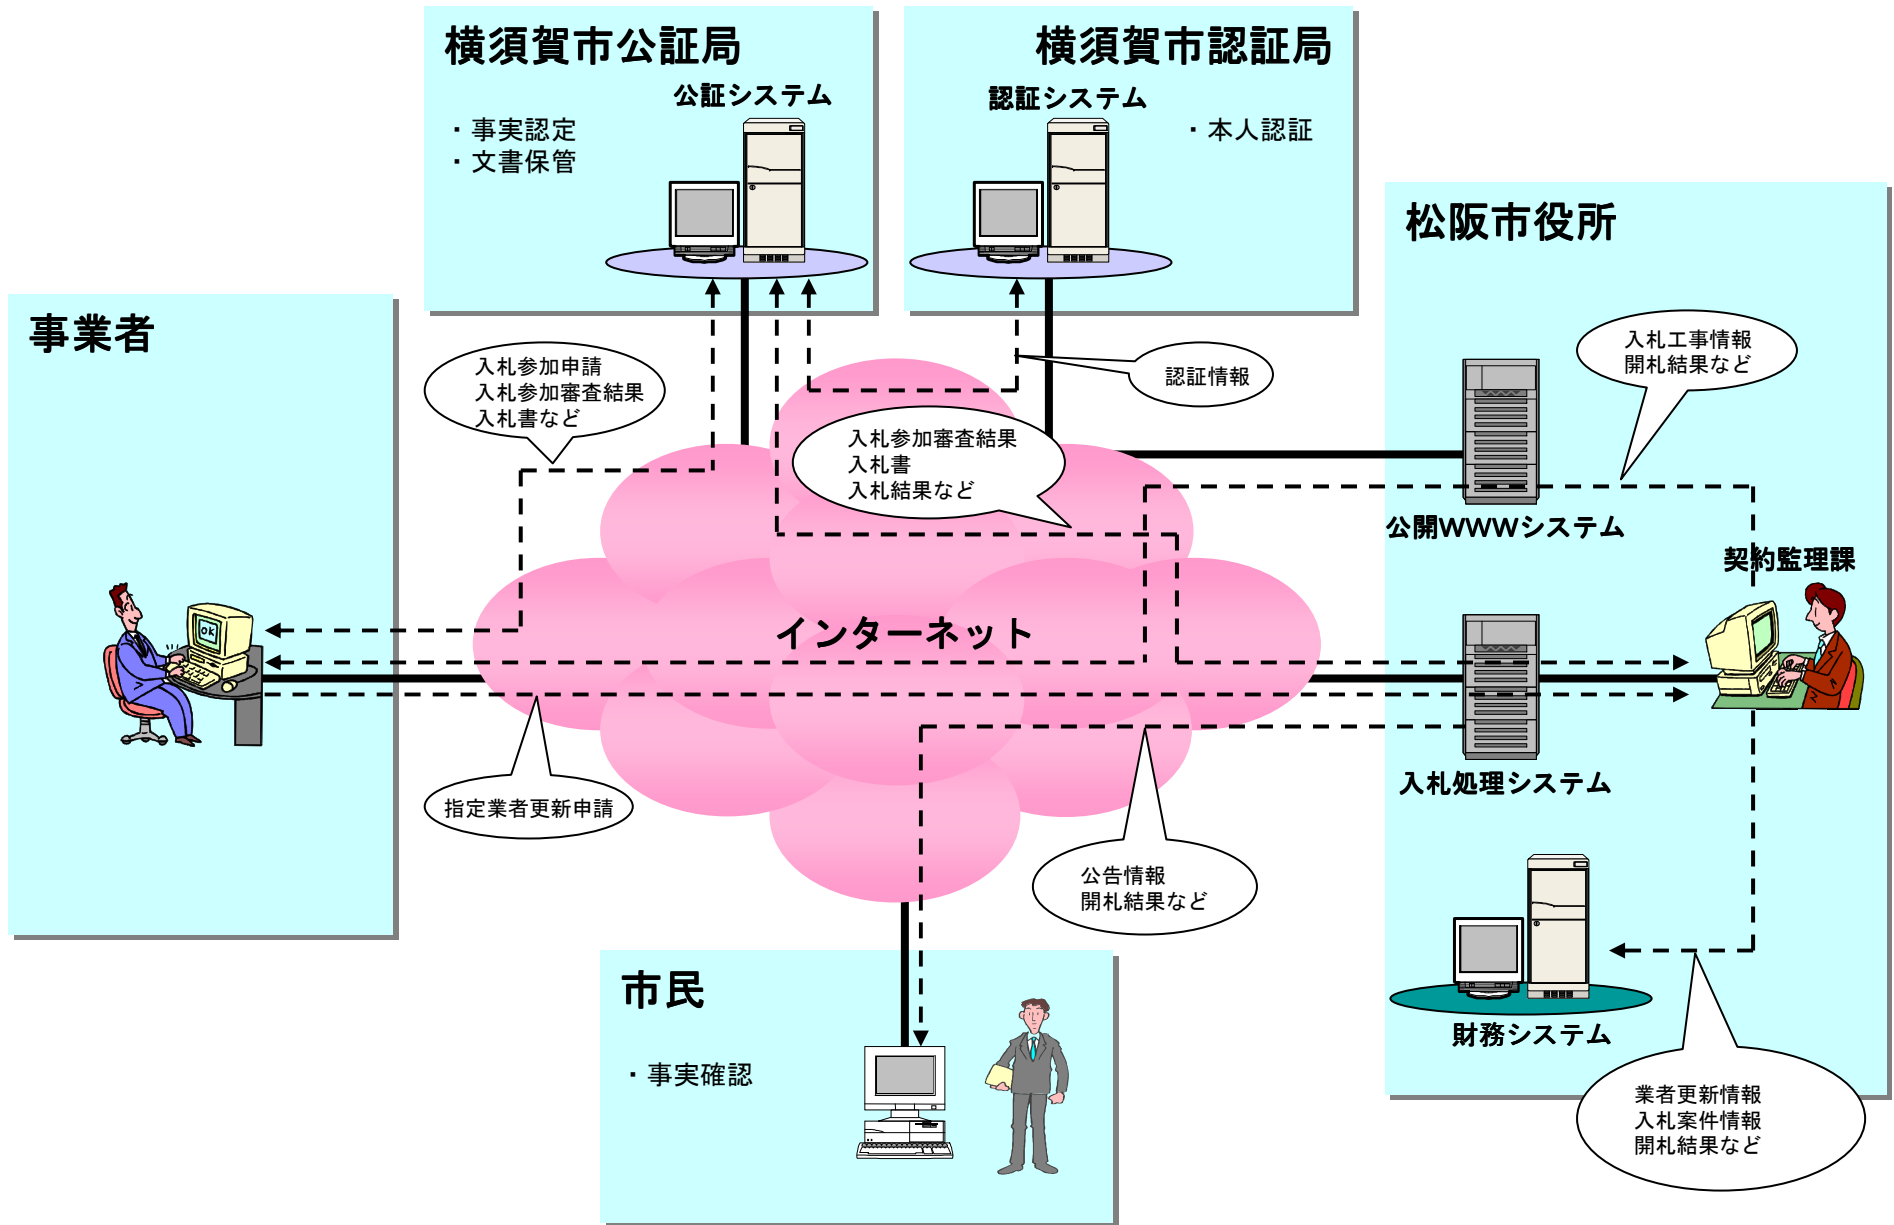 横須賀市公証局
公証システム
・事実認定
・文書保管
横須賀市認証局
認証システム
・本人認証
松阪市役所
事業者
入札参加申請
入札参加審査結果
入札書など
認証情報
入札工事情報
開札結果など
入札参加審査結果
入札書
入札結果など
公開WWWシステム
契約監理課
OK
インターネット
入札処理システム
指定業者更新申請
公告情報
開札結果など
財務システム
市民
・事実確認
業者更新情報
入札案件情報
開札結果など